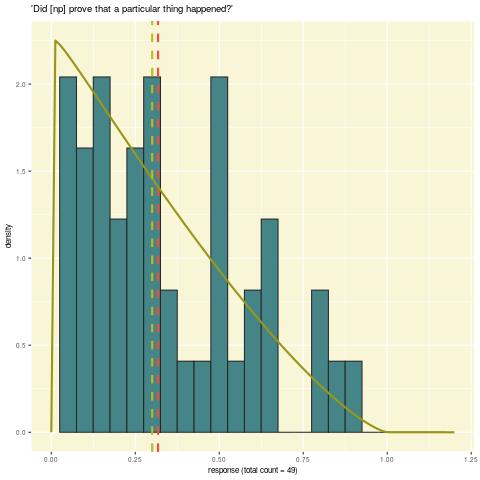 'Did [np] prove that a particular thing happened?'
density
2.0
1.5
1.0
0.5
0.0
0.00 0.25 0.50 0.75 1.00 1.25
response (total count = 49)